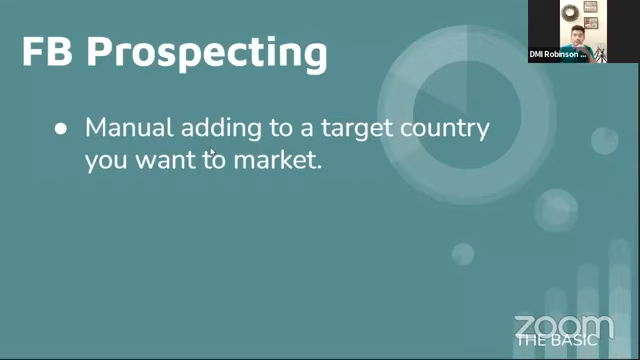 FB Prospecting
DMI Robinson ...
● Manual adding to a target country
you want to market.
zoom
THE BASIC